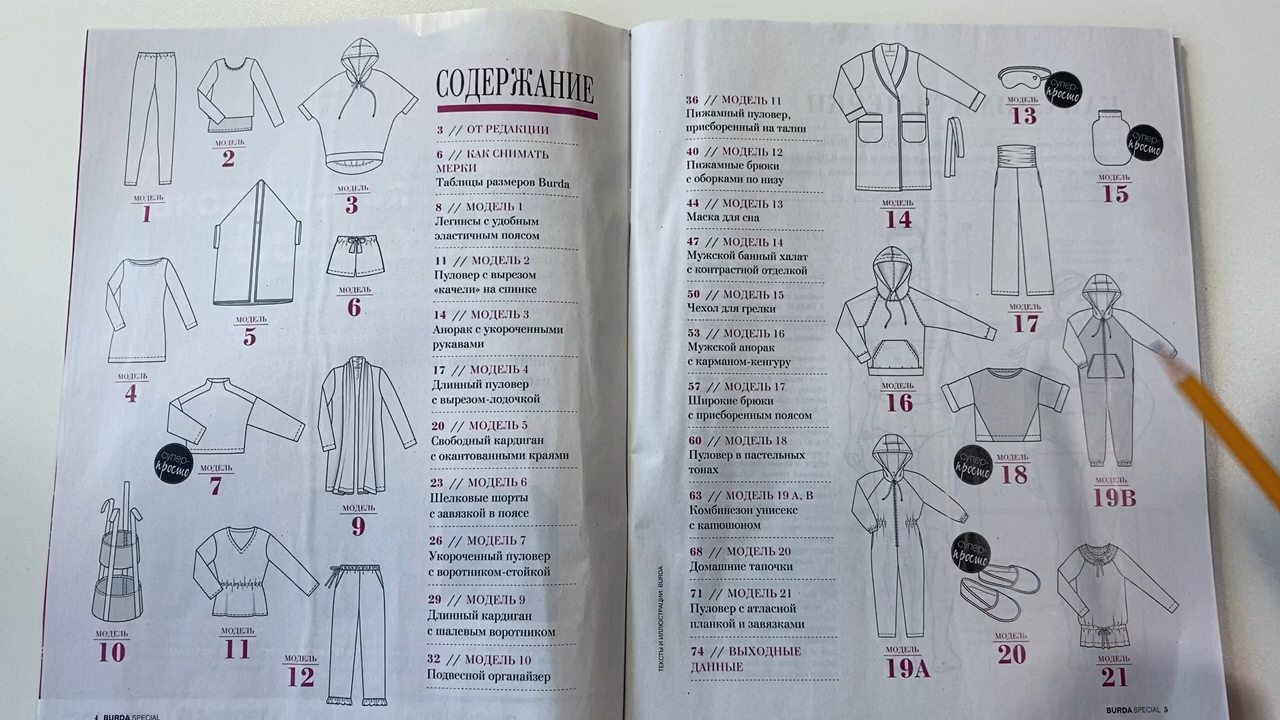 СОДЕРЖАНИЕ
3 // ОТ РЕДАКЦИИ
6 // КАК СНИМАТЬ
МЕРКИ
Таблицы размеров Burda
8 // МОДЕЛЬ 1
Легинсы с удобным
эластичным поясом
11 // МОДЕЛЬ 2
Пуловер с вырезом
«качели» на спинке
14 // МОДЕЛЬ 3
Анорак с укороченными
рукавами
17 // МОДЕЛЬ 4
Длинный пуловер
с вырезом-лодочкой
20 // МОДЕЛЬ 5
Свободный кардиган
с окантованными краями
23 // МОДЕЛЬ 6
Шелковые шорты
с завязкой в поясе
26 // МОДЕЛЬ 7
Укороченный пуловер
с воротником-стойкой
29 // МОДЕЛЬ 9
Длинный кардиган
с шалевым воротником
32 // МОДЕЛЬ 10
Подвесной органайзер
МОДЕЛЬ
1
МОДЕЛЬ
2
МОДЕЛЬ
3
МОДЕЛЬ
4
МОДЕЛЬ
5
МОДЕЛЬ
6
супер-
просто
МОДЕЛЬ
7
МОДЕЛЬ
9
МОДЕЛЬ
10
МОДЕЛЬ
11
МОДЕЛЬ
12
4 BURDA SPECIAL
36 // МОДЕЛЬ 11
Пижамный пуловер,
присборенный на талии
40 // МОДЕЛЬ 12
Пижамные брюки
с оборками по низу
44 // МОДЕЛЬ 13
Маска для сна
47 // МОДЕЛЬ 14
Мужской банный халат
с контрастной отделкой
50 // МОДЕЛЬ 15
Чехол для грелки
53 // МОДЕЛЬ 16
Мужской анорак
с карманом-кенгуру
57 // МОДЕЛЬ 17
Широкие брюки
с присборенным поясом
60 // МОДЕЛЬ 18
Пуловер в пастельных
тонах
63 // МОДЕЛЬ 19 А, В
Комбинезон унисекс
с капюшоном
68 // МОДЕЛЬ 20
Домашние тапочки
71 // МОДЕЛЬ 21
Пуловер с атласной
планкой и завязками
74 // ВЫХОДНЫЕ
ДАННЫЕ
ТЕКСТЫ И ИЛЛЮСТРАЦИИ: BURDA
супер-
просто
МОДЕЛЬ
13
МОДЕЛЬ
14
супер-
просто
МОДЕЛЬ
15
МОДЕЛЬ
16
МОДЕЛЬ
17
супер-
просто
МОДЕЛЬ
18
МОДЕЛЬ
19B
МОДЕЛЬ
19A
супер-
просто
МОДЕЛЬ
20
МОДЕЛЬ
21
BURDA SPECIAL 5